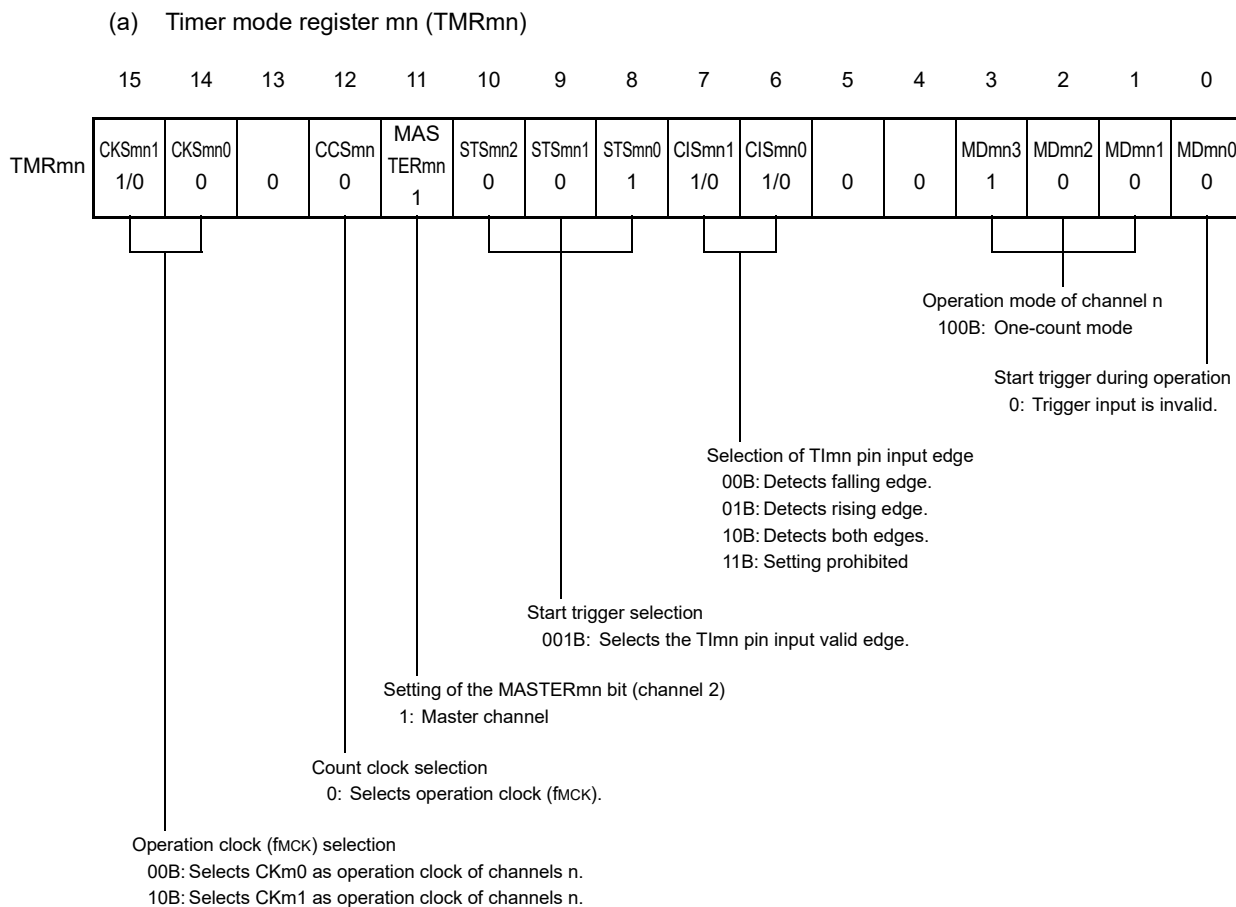 (a) Timer mode register mn (TMRmn)
15 14 13 12 11 10 9 8 7 6 5 4 3 2 1 0
TMRmn
CKSmn1 CKSmn0 CCSmn MAS TERmn STSmn2 STSmn1 STSmn0 CISmn1 CISmn0 MDmn3 MDmn2 MDmn1 MDmn0
1/0 0 0 0 1 0 0 1 1/0 1/0 0 0 1 0 0 0
Operation mode of channel n
100B: One-count mode
Start trigger during operation
0: Trigger input is invalid.
Selection of TImn pin input edge
00B: Detects falling edge.
01B: Detects rising edge.
10B: Detects both edges.
11B: Setting prohibited
Start trigger selection
001B: Selects the TImn pin input valid edge.
Setting of the MASTERmn bit (channel 2)
1: Master channel
Count clock selection
0: Selects operation clock (fMCK).
Operation clock (fMCK) selection
00B: Selects CKm0 as operation clock of channels n.
10B: Selects CKm1 as operation clock of channels n.